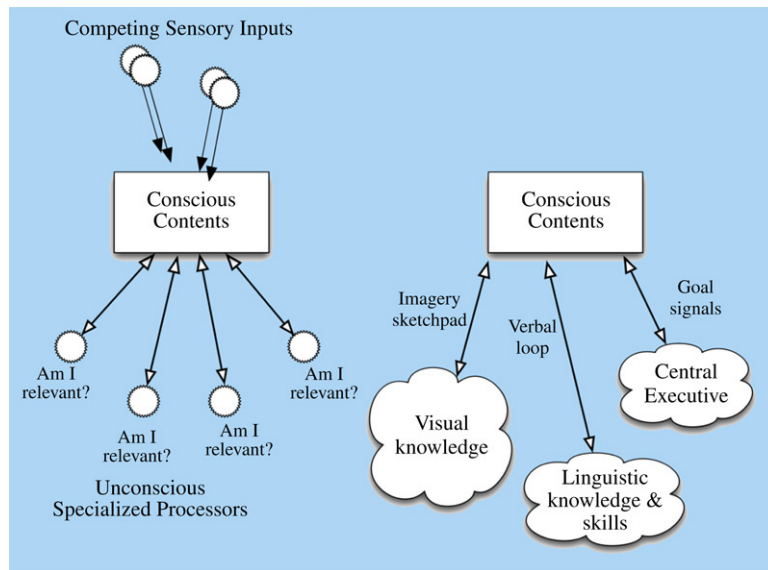 Competing Sensory Inputs
Conscious
Contents
Am I
relevant?
Am I
relevant?
Am I
relevant?
Am I
relevant?
Unconscious
Specialized Processors
Conscious
Contents
Imagery
sketchpad
Verbal
loop
Goal
signals
Visual
knowledge
Linguistic
knowledge &
skills
Central
Executive